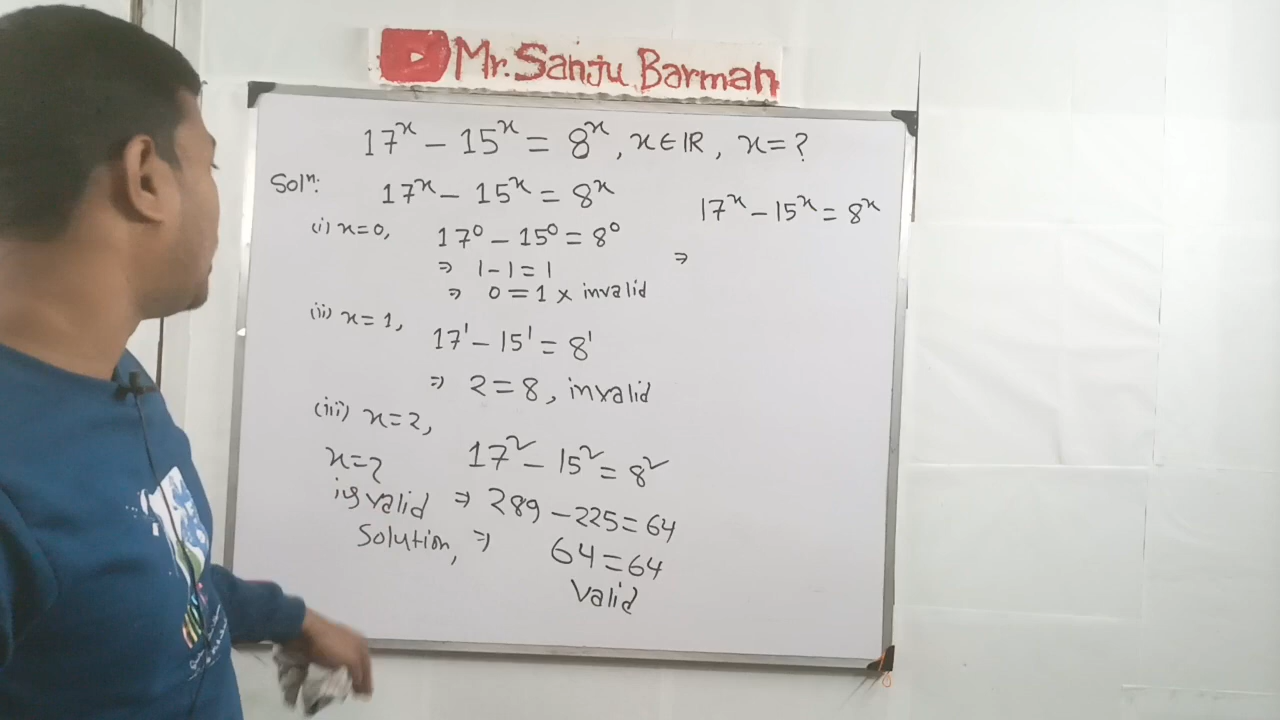 Mr. Sanju Barman
17ˣ − 15ˣ = 8ˣ, x ∈ IR, x = ?
Solⁿ:
17ˣ − 15ˣ = 8ˣ
(i) x=0, 17⁰ − 15⁰ = 8⁰
⇒ 1 − 1 = 1
⇒ 0 = 1 × invalid
(ii) x=1, 17¹ − 15¹ = 8¹
⇒ 2 = 8, invalid
(iii) x=2, 17² − 15² = 8²
⇒ 289 − 225 = 64
⇒ 64 = 64
Valid
x=2
is valid
Solution,
17ˣ − 15ˣ = 8ˣ
⇒